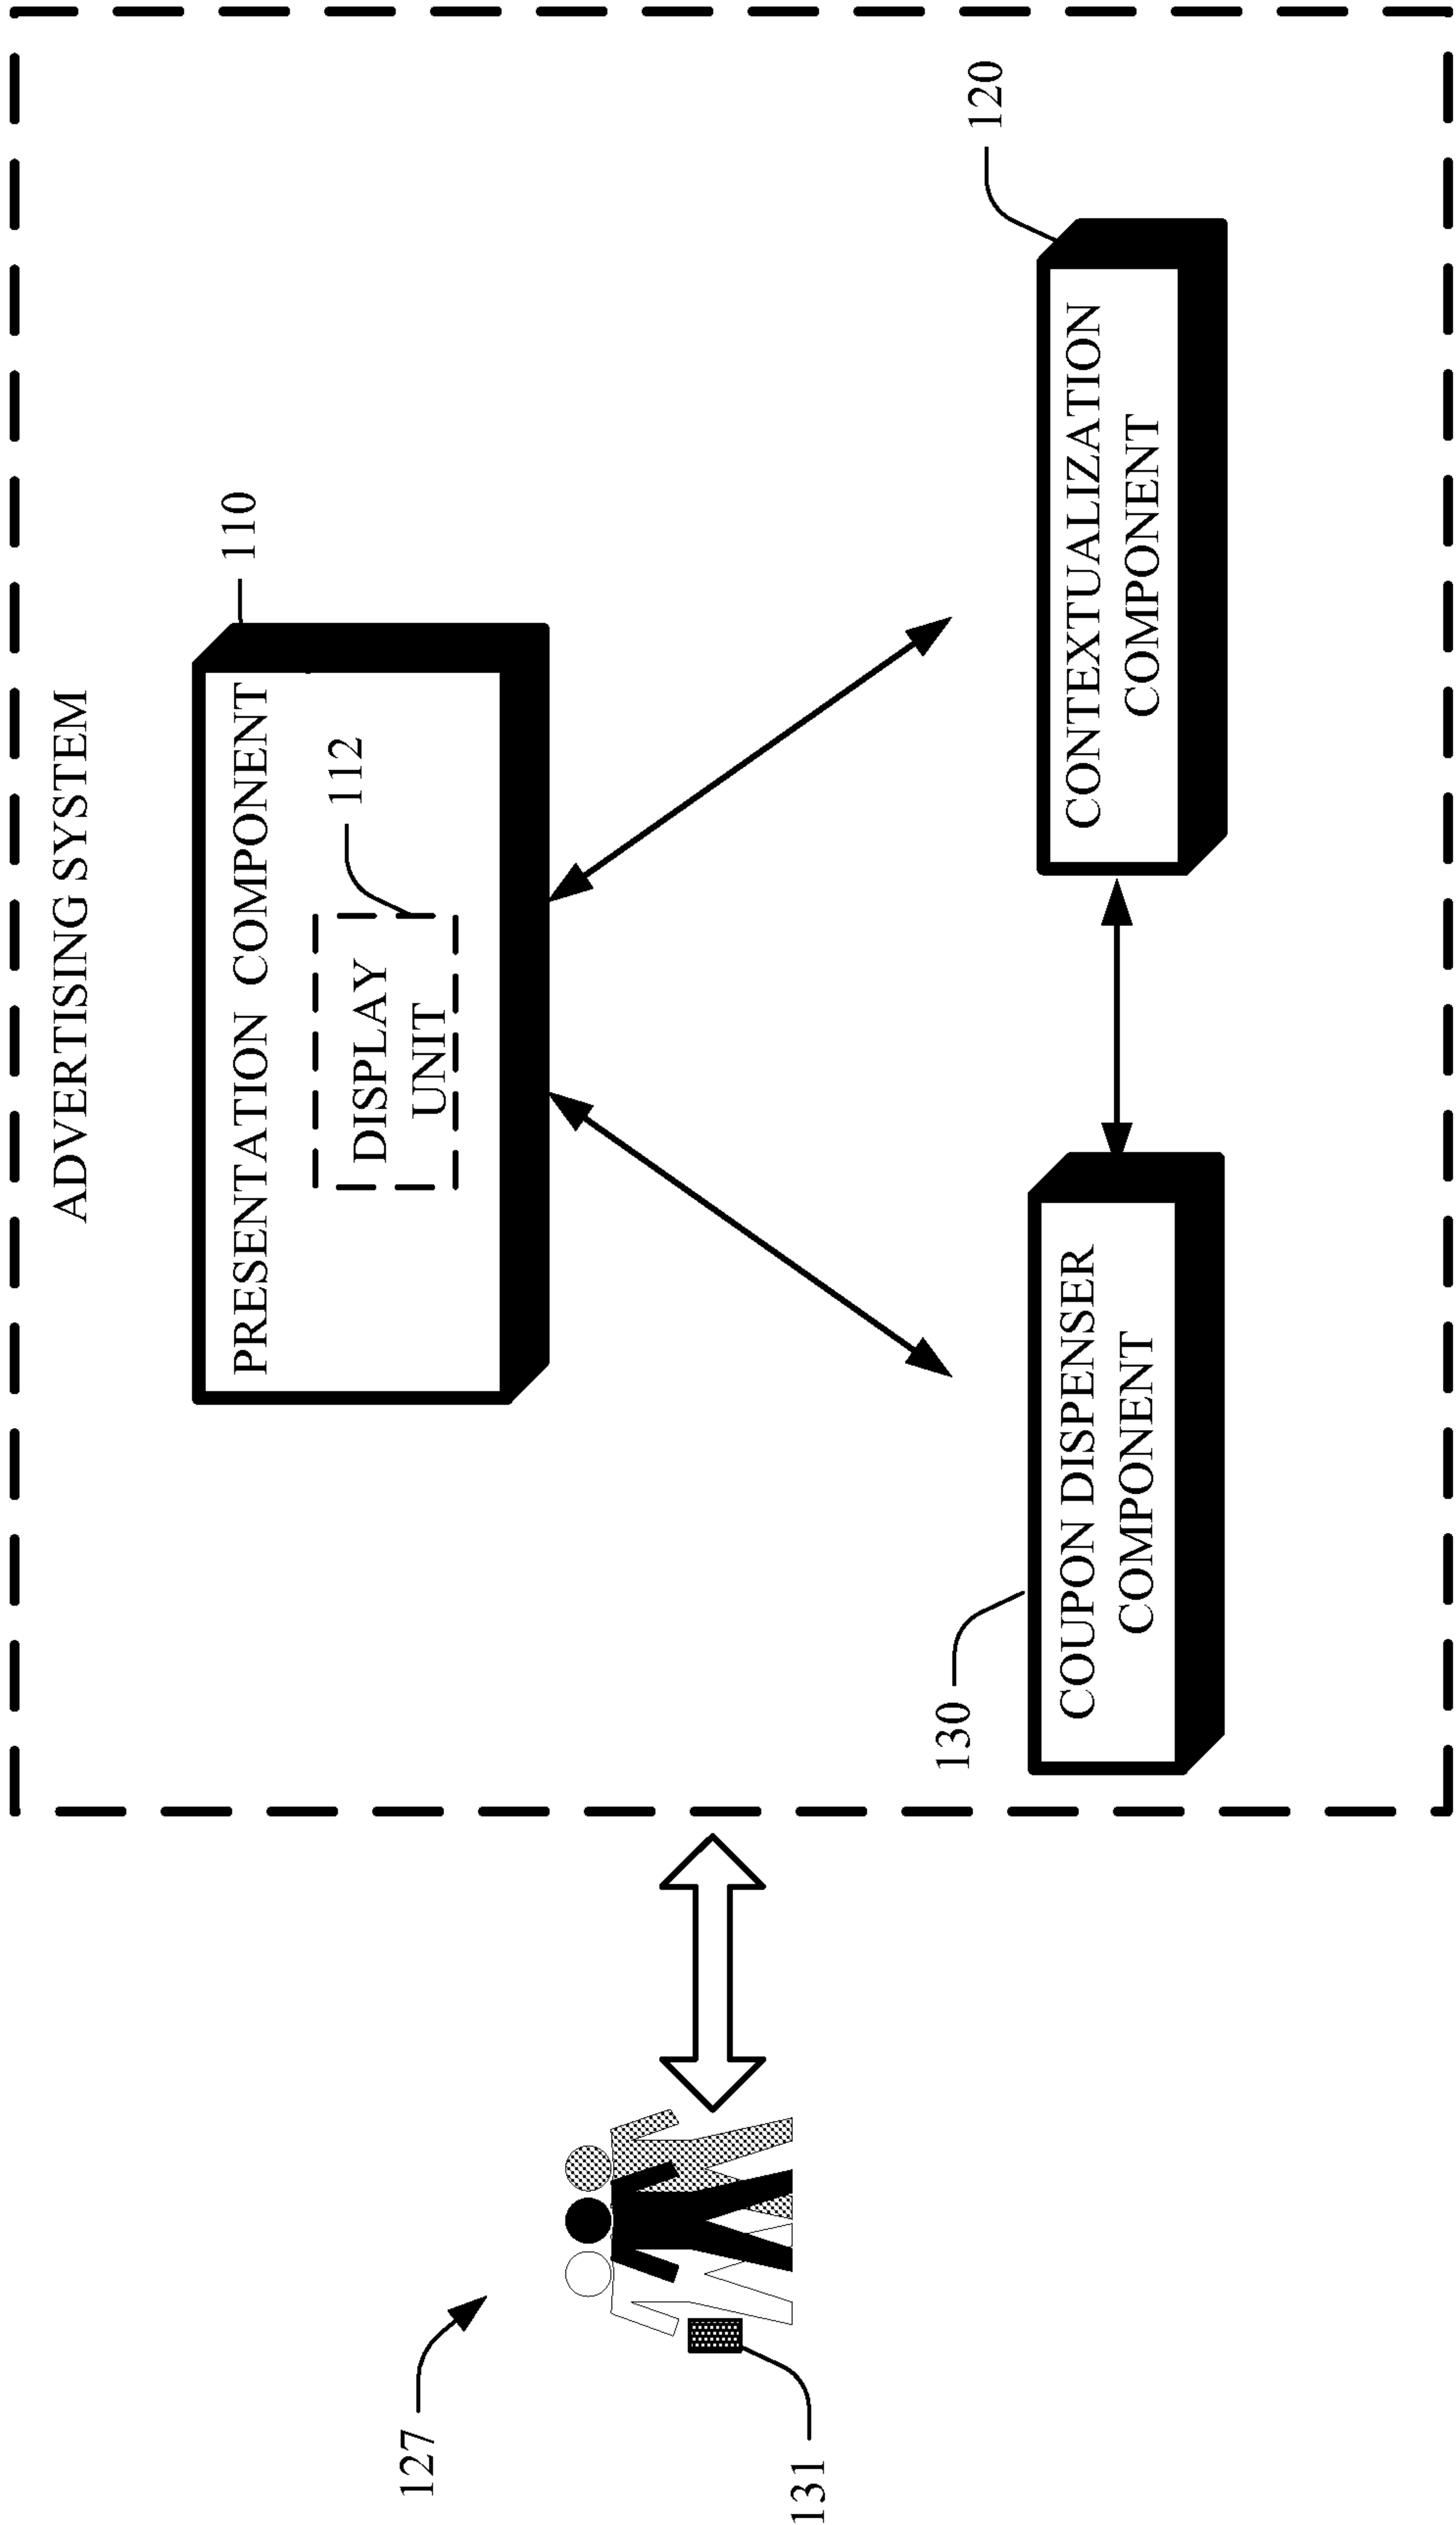 ADVERTISING SYSTEM
110
PRESENTATION COMPONENT
112
DISPLAY
UNIT
127
131
130
COUPON DISPENSER
COMPONENT
120
CONTEXTUALIZATION
COMPONENT